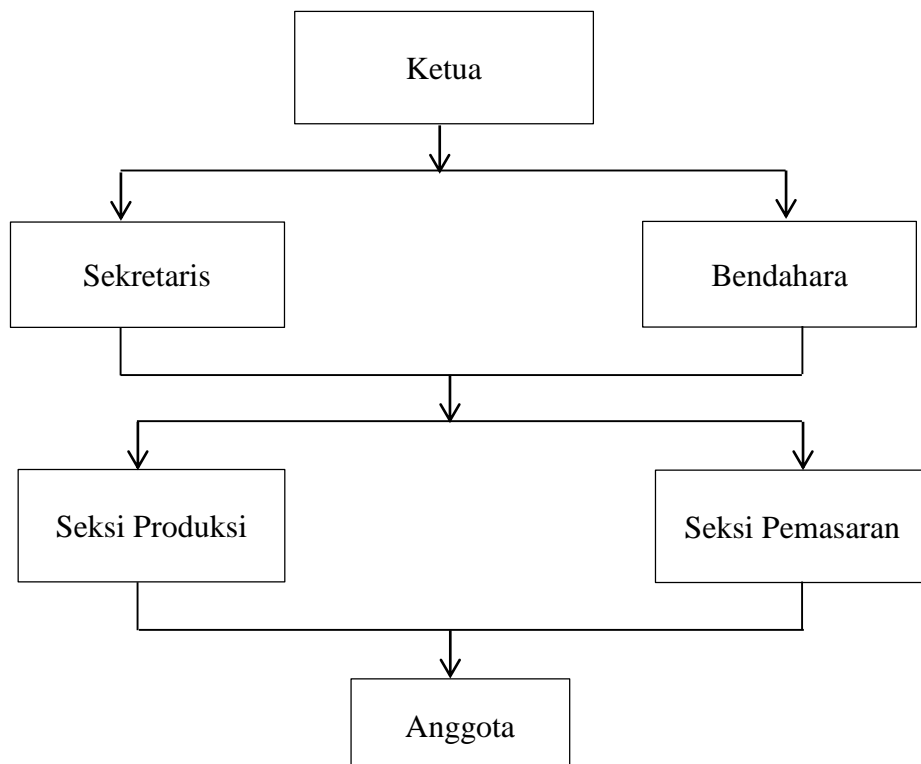 Ketua
Sekretaris
Bendahara
Seksi Produksi
Seksi Pemasaran
Anggota